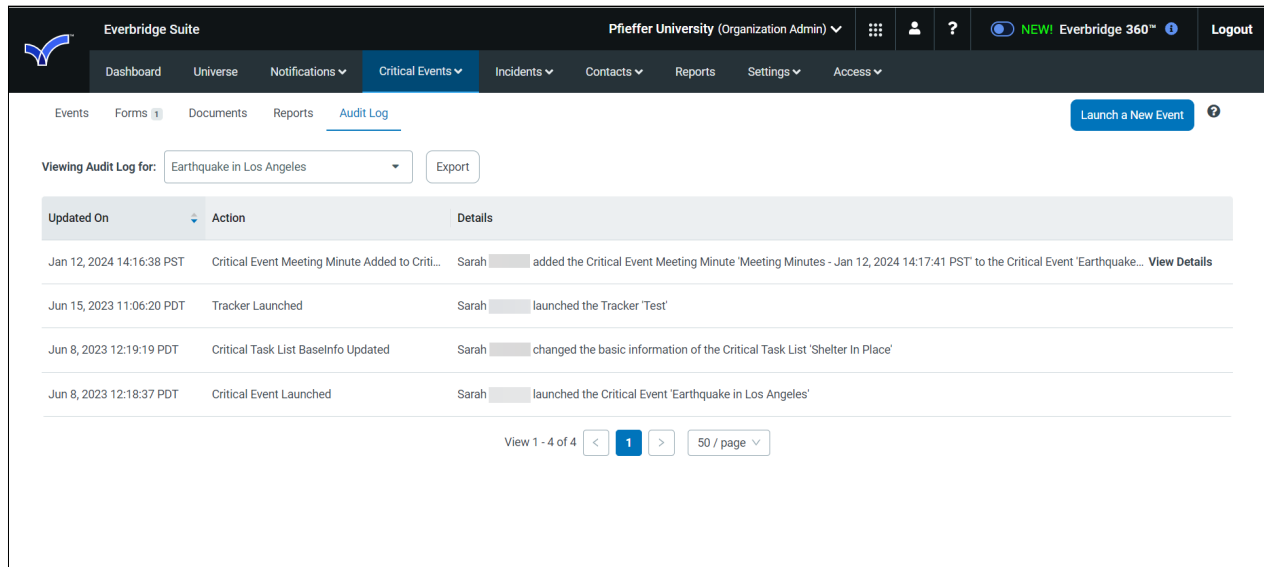 Everbridge Suite
Pfieffer University (Organization Admin)
?
NEW! Everbridge 360™
Logout
Dashboard Universe Notifications Critical Events Incidents Contacts Reports Settings Access
Events Forms 1 Documents Reports Audit Log
Launch a New Event
?
Viewing Audit Log for: Earthquake in Los Angeles Export
Updated On Action Details
Jan 12, 2024 14:16:38 PST Critical Event Meeting Minute Added to Criti... Sarah added the Critical Event Meeting Minute 'Meeting Minutes - Jan 12, 2024 14:17:41 PST' to the Critical Event 'Earthquake... View Details
Jun 15, 2023 11:06:20 PDT Tracker Launched Sarah launched the Tracker 'Test'
Jun 8, 2023 12:19:19 PDT Critical Task List BaseInfo Updated Sarah changed the basic information of the Critical Task List 'Shelter In Place'
Jun 8, 2023 12:18:37 PDT Critical Event Launched Sarah launched the Critical Event 'Earthquake in Los Angeles'
View 1 - 4 of 4 < 1 > 50 / page